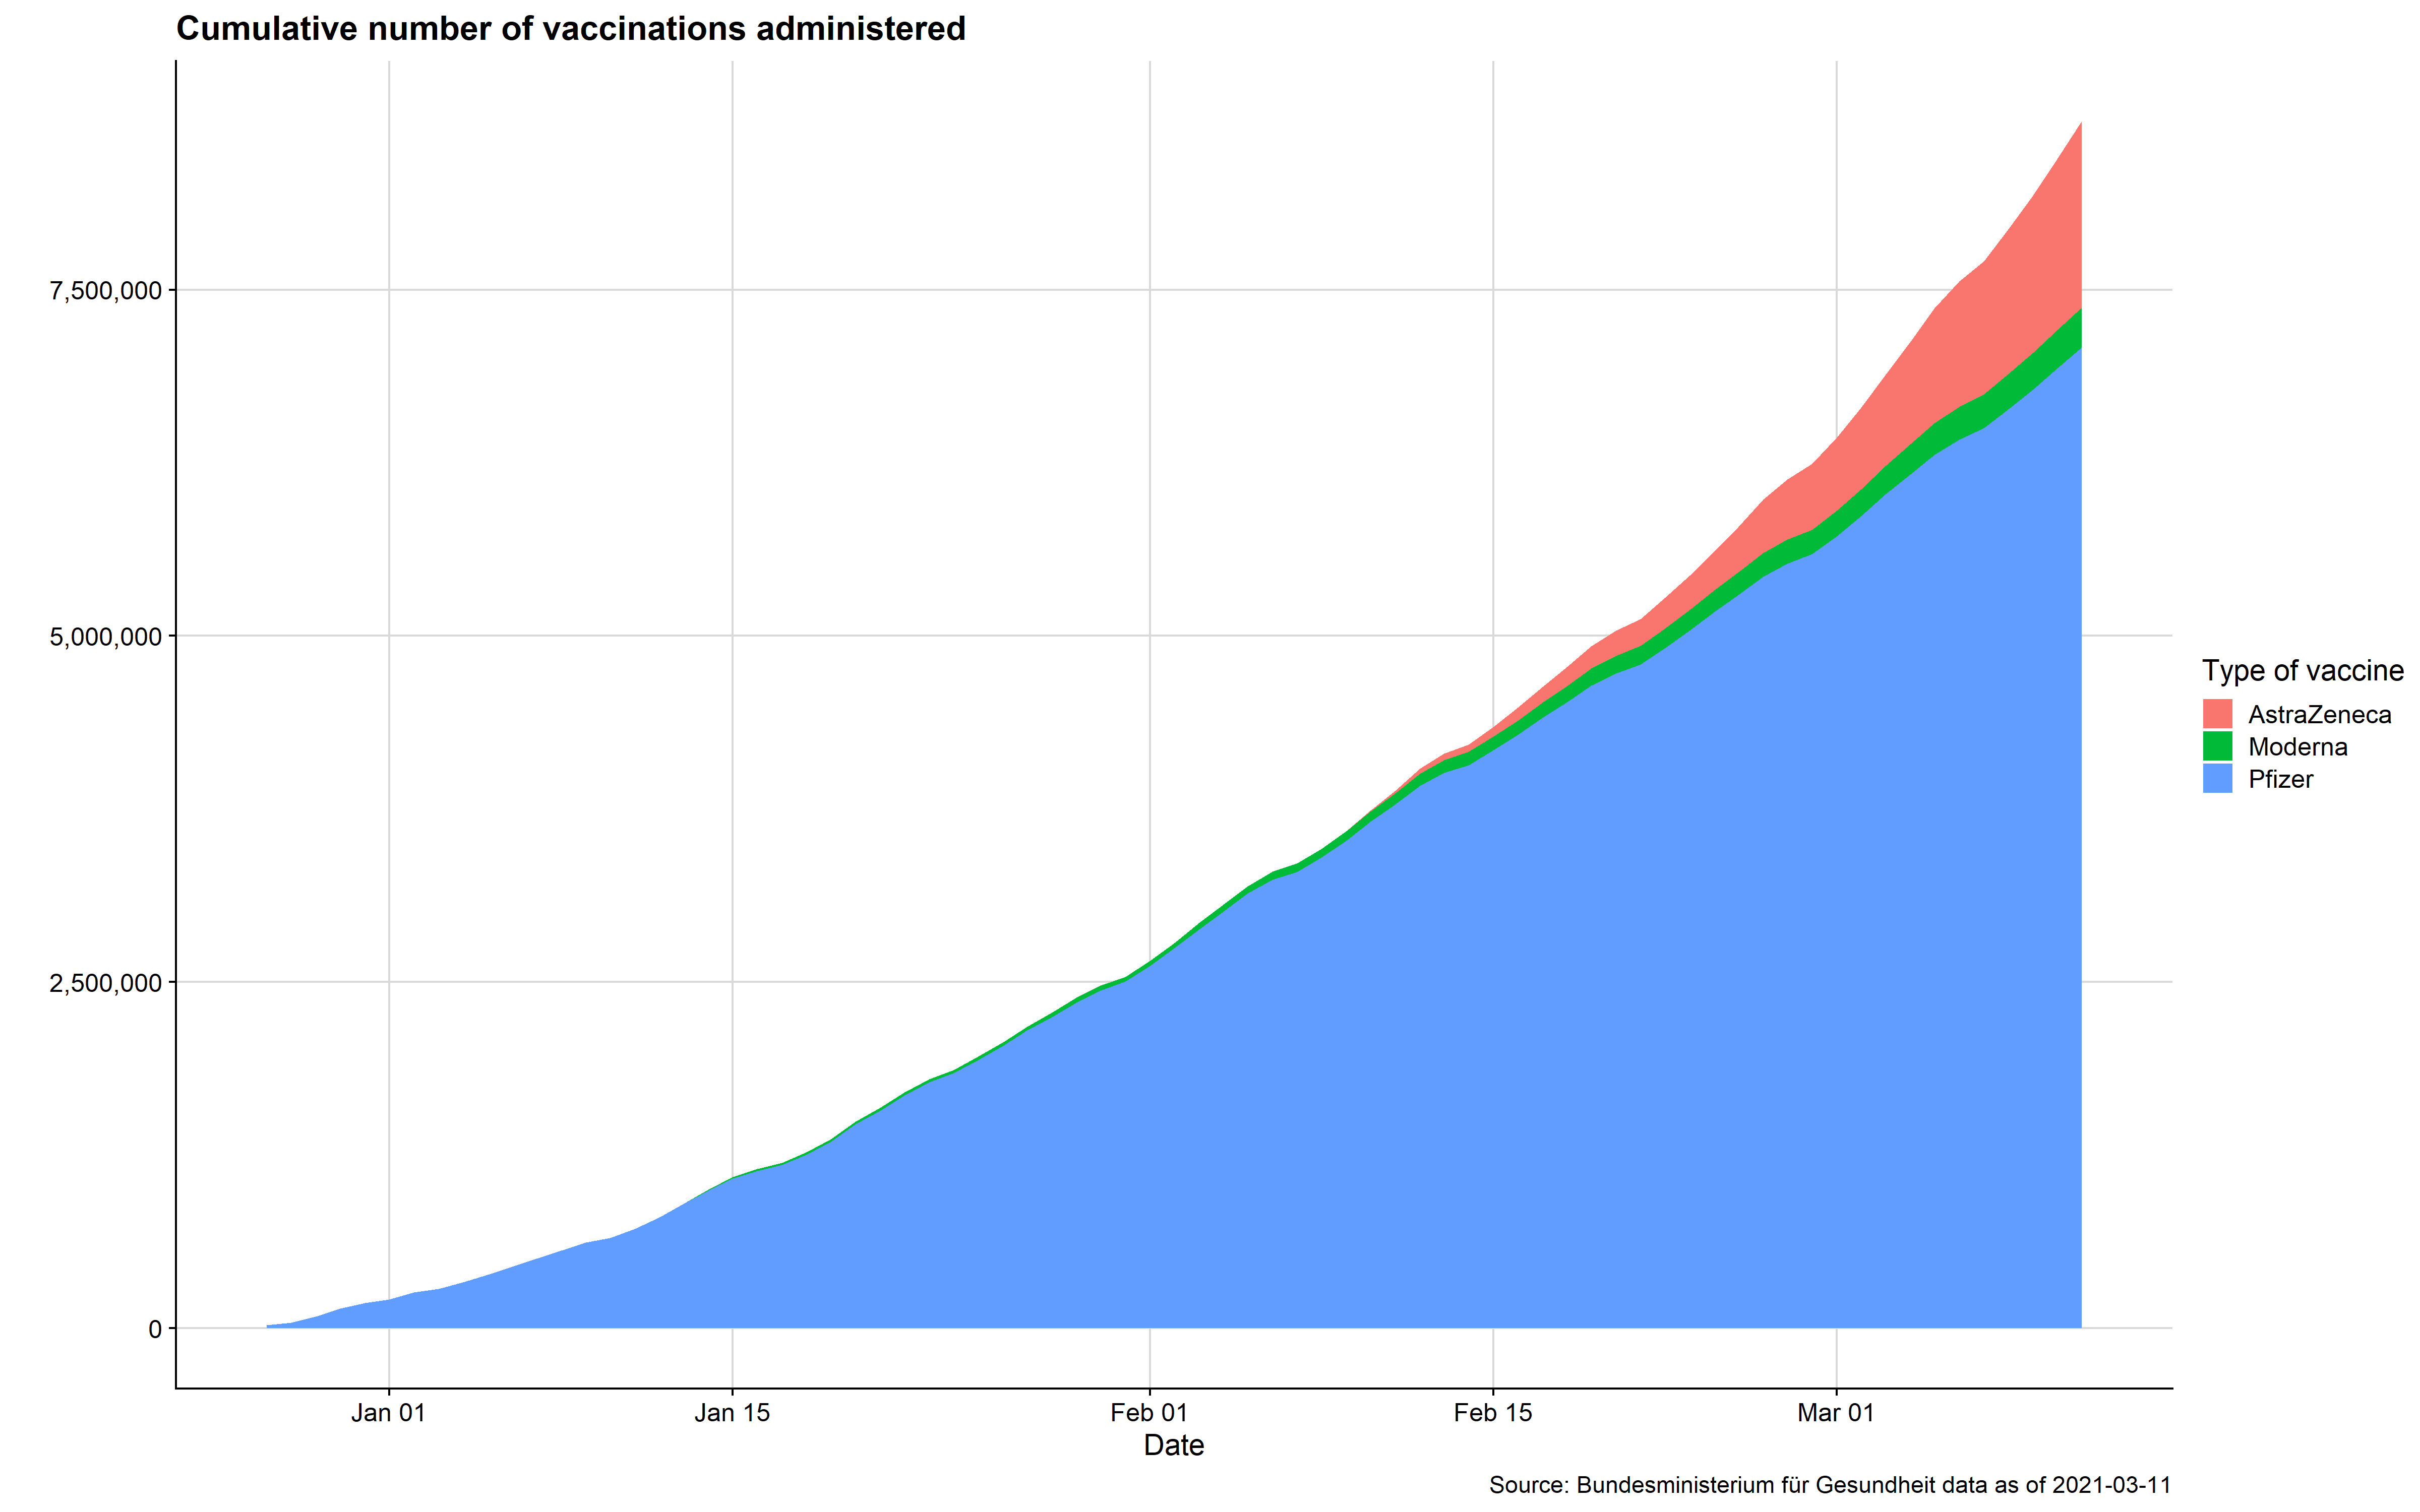 Cumulative number of vaccinations administered
7,500,000
5,000,000
2,500,000
0
Jan 01
Jan 15
Feb 01
Feb 15
Mar 01
Date
Type of vaccine
AstraZeneca
Moderna
Pfizer
Source: Bundesministerium für Gesundheit data as of 2021-03-11